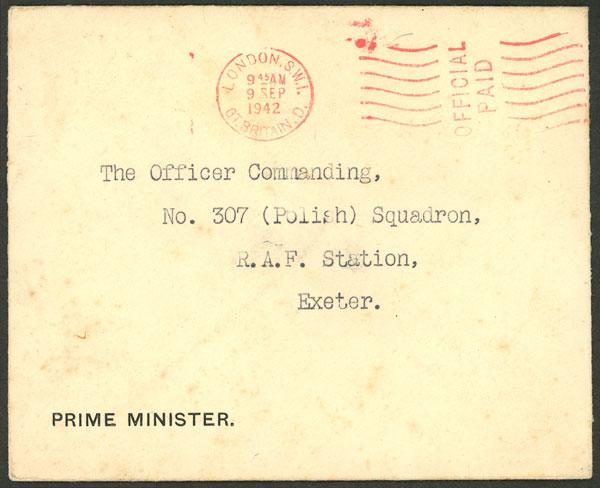 LONDON.S.W.1.
9 45 AM
9 SEP
1942
GT.BRITAIN.D.
OFFICIAL
PAID
The Officer Commanding,
No. 307 (Polish) Squadron,
R.A.F. Station,
Exeter.
PRIME MINISTER.